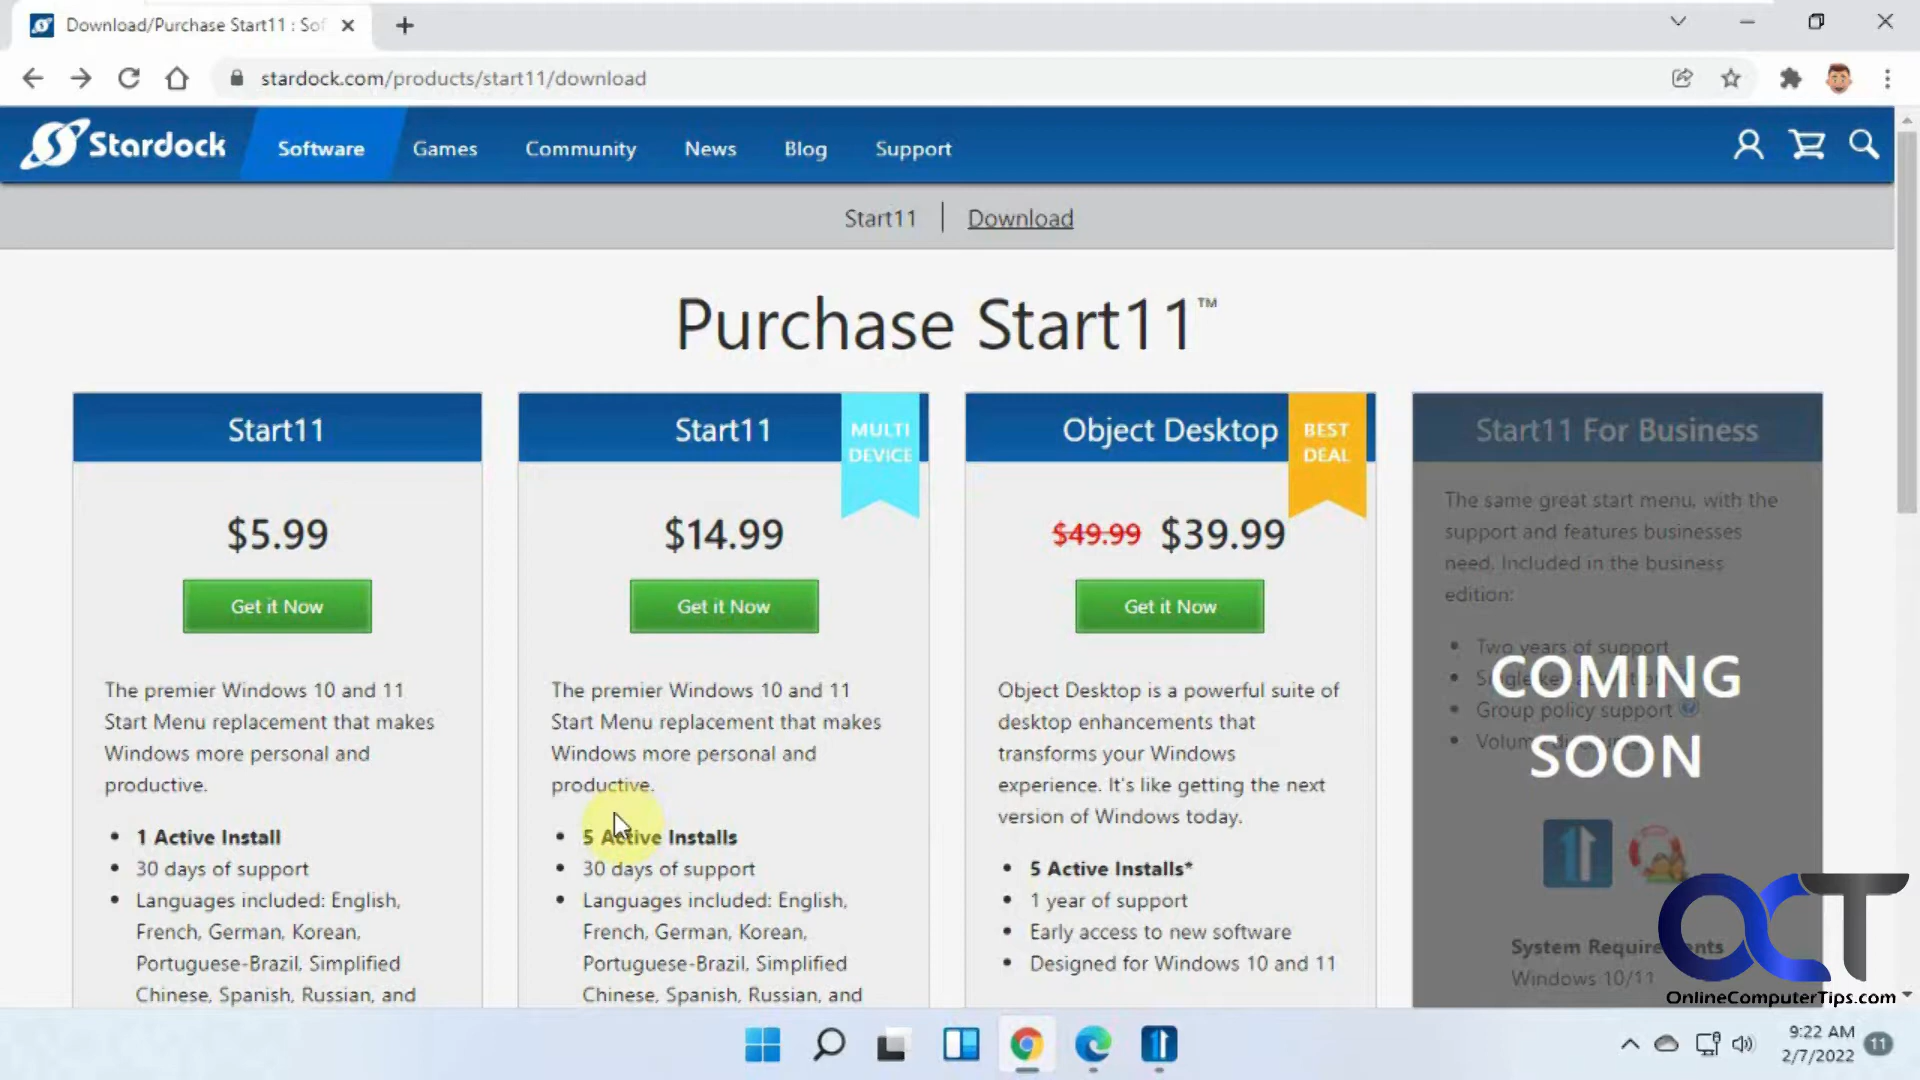 Download/Purchase Start11 : Sof
stardock.com/products/start11/download
Stardock
Software
Games
Community
News
Blog
Support
Start11
Download
Purchase Start11™
Start11
$5.99
Get it Now
The premier Windows 10 and 11
Start Menu replacement that makes
Windows more personal and
productive.
1 Active Install
30 days of support
Languages included: English,
French, German, Korean,
Portuguese-Brazil, Simplified
Chinese, Spanish, Russian, and
Start11
MULTI
DEVICE
$14.99
Get it Now
The premier Windows 10 and 11
Start Menu replacement that makes
Windows more personal and
productive.
5 Active Installs
30 days of support
Languages included: English,
French, German, Korean,
Portuguese-Brazil, Simplified
Chinese, Spanish, Russian, and
Object Desktop
BEST
DEAL
$49.99 $39.99
Get it Now
Object Desktop is a powerful suite of
desktop enhancements that
transforms your Windows
experience. It's like getting the next
version of Windows today.
5 Active Installs*
1 year of support
Early access to new software
Designed for Windows 10 and 11
Start11 For Business
The same great start menu, with the
support and features businesses
need. Included in the business
edition:
Two years of support
Group policy support
COMING
SOON
System Requirements
Windows 10/11
OCT
OnlineComputerTips.com
9:22 AM
2/7/2022
11